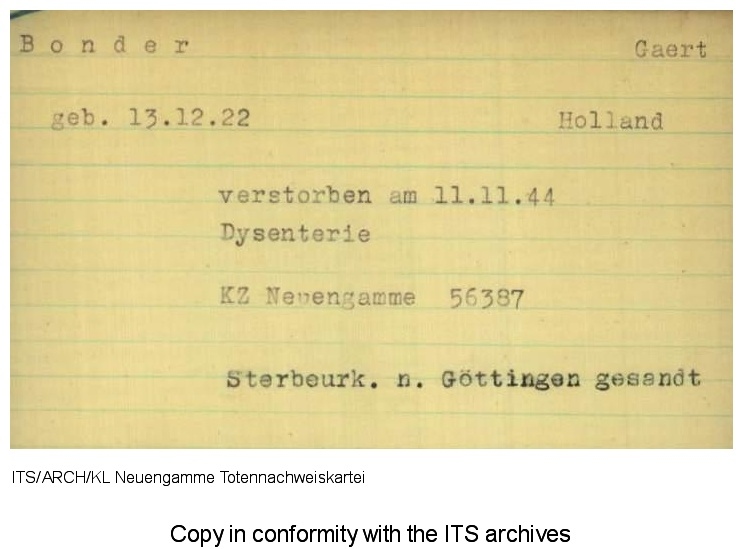 B o n d e r Gaert
geb. 13.12.22 Holland
verstorben am 11.11.44
Dysenterie
KZ Neuengamme 56387
Sterbeurk. n. Göttingen gesandt
ITS/ARCH/KL Neuengamme Totennachweiskartei
Copy in conformity with the ITS archives